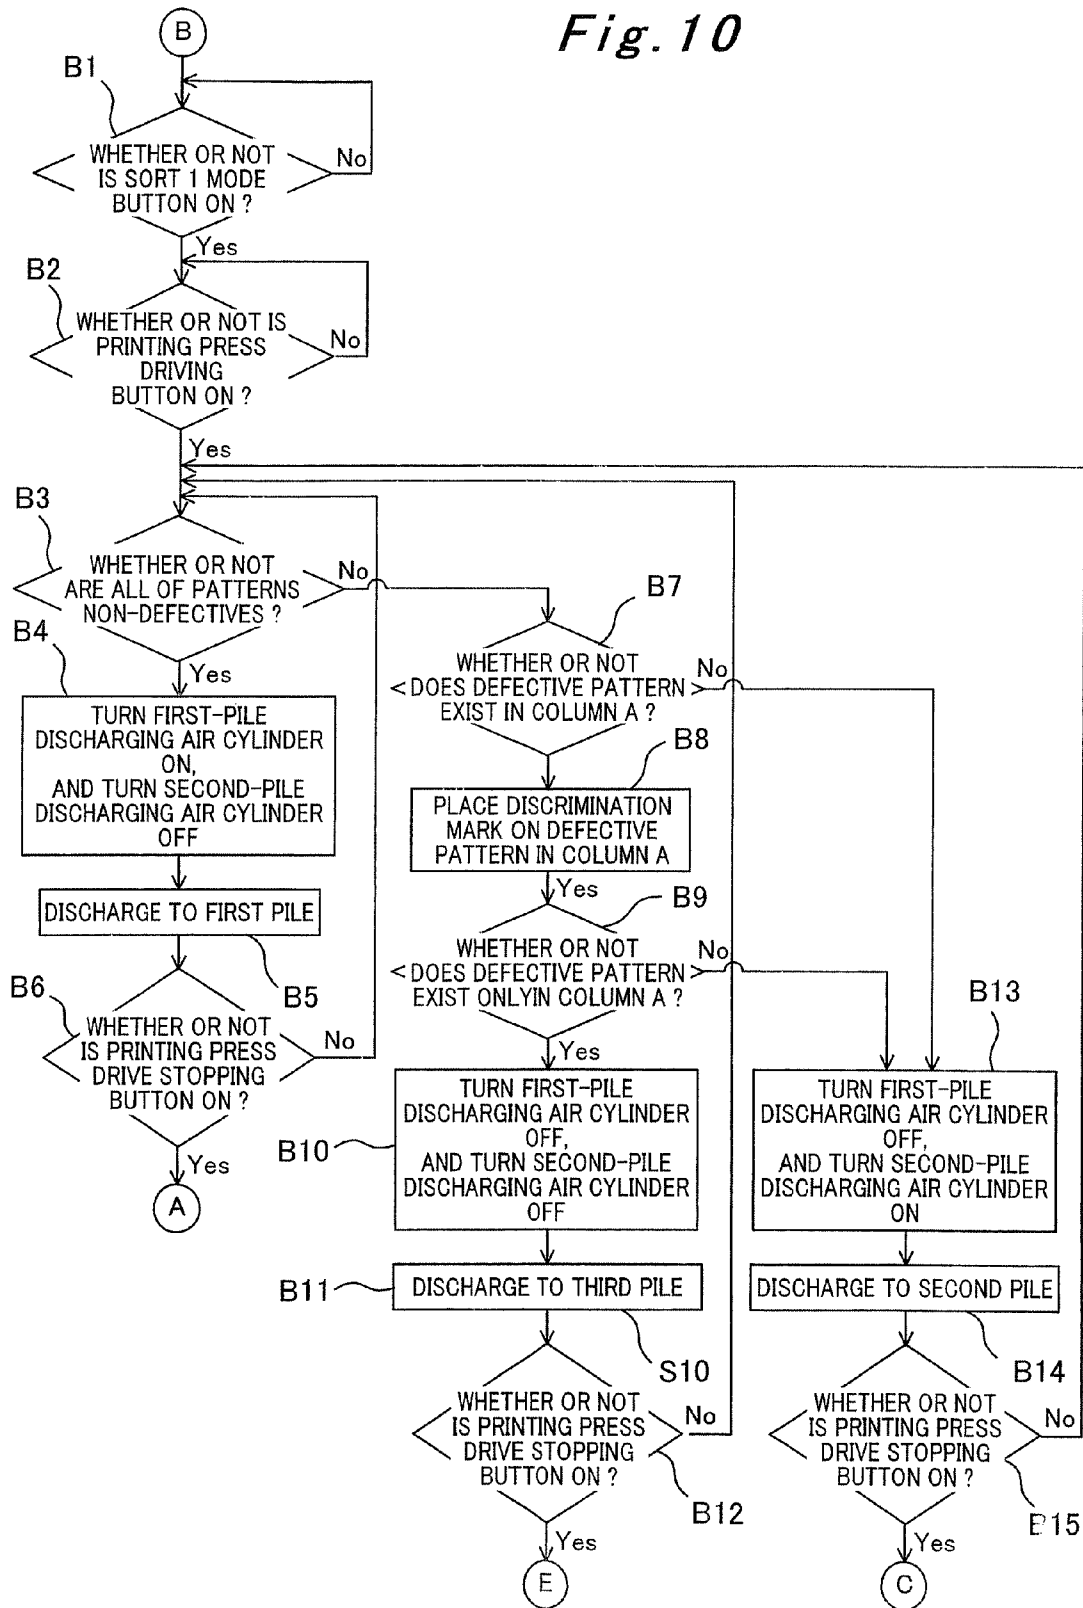 Fig. 10
B
B1
WHETHER OR NOT
IS SORT 1 MODE
BUTTON ON ?
No
Yes
B2
WHETHER OR NOT IS
PRINTING PRESS
DRIVING
BUTTON ON ?
No
Yes
B3
WHETHER OR NOT
ARE ALL OF PATTERNS
NON-DEFECTIVES ?
No
Yes
B4
TURN FIRST-PILE
DISCHARGING AIR CYLINDER
ON,
AND TURN SECOND-PILE
DISCHARGING AIR CYLINDER
OFF
DISCHARGE TO FIRST PILE
B5
B6
WHETHER OR NOT
IS PRINTING PRESS
DRIVE STOPPING
BUTTON ON ?
No
Yes
A
B7
WHETHER OR NOT
DOES DEFECTIVE PATTERN
EXIST IN COLUMN A ?
No
B8
PLACE DISCRIMINATION
MARK ON DEFECTIVE
PATTERN IN COLUMN A
Yes
B9
WHETHER OR NOT
DOES DEFECTIVE PATTERN
EXIST ONLYIN COLUMN A ?
No
Yes
B10
TURN FIRST-PILE
DISCHARGING AIR CYLINDER
OFF,
AND TURN SECOND-PILE
DISCHARGING AIR CYLINDER
OFF
B11
DISCHARGE TO THIRD PILE
S10
WHETHER OR NOT
IS PRINTING PRESS
DRIVE STOPPING
BUTTON ON ?
No
B12
Yes
E
B13
TURN FIRST-PILE
DISCHARGING AIR CYLINDER
OFF,
AND TURN SECOND-PILE
DISCHARGING AIR CYLINDER
ON
DISCHARGE TO SECOND PILE
B14
WHETHER OR NOT
IS PRINTING PRESS
DRIVE STOPPING
BUTTON ON ?
No
B15
Yes
C